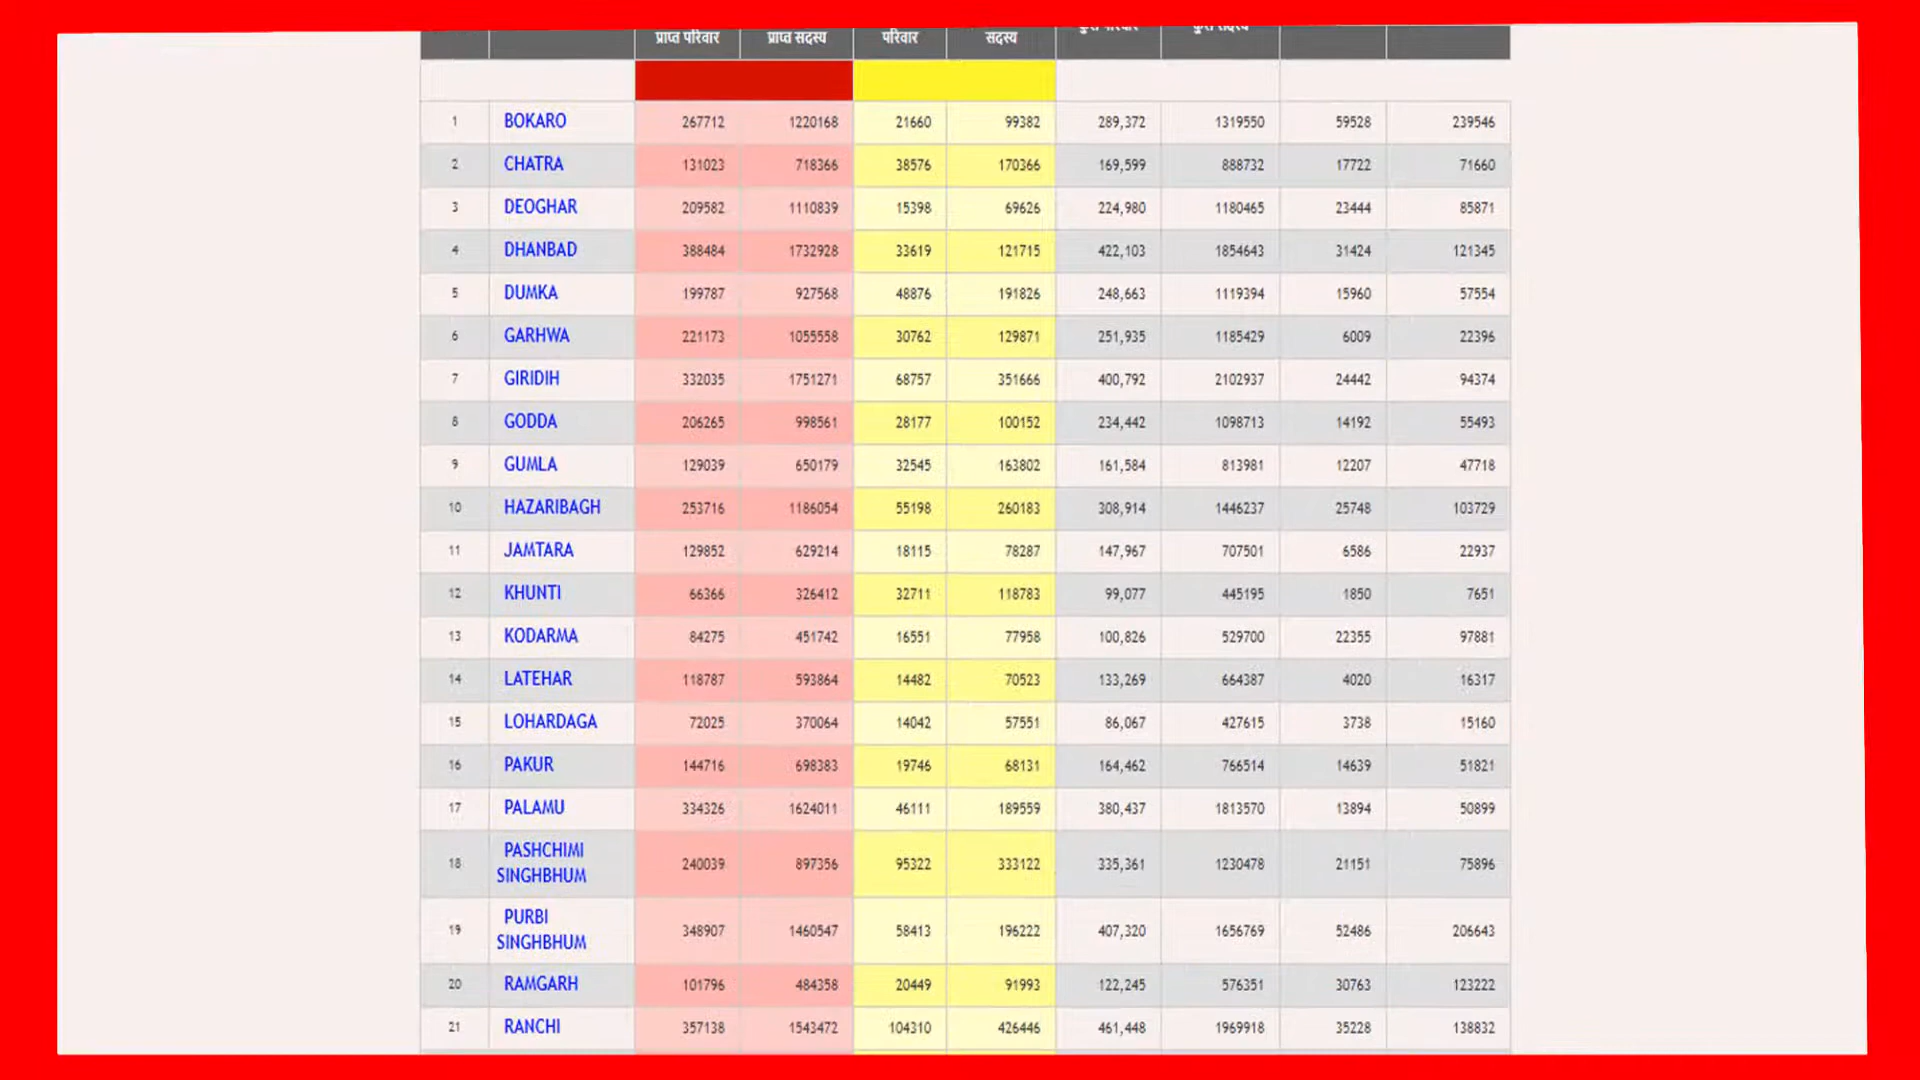 प्राप्त परिवार प्राप्त सदस्य परिवार सदस्य कुल परिवार कुल सदस्य
1 BOKARO 267712 1220168 21660 99382 289,372 1319550 59528 239546
2 CHATRA 131023 718366 38576 170366 169,599 888732 17722 71660
3 DEOGHAR 209582 1110839 15398 69626 224,980 1180465 23444 85871
4 DHANBAD 388484 1732928 33619 121715 422,103 1854643 31424 121345
5 DUMKA 199787 927568 48876 191826 248,663 1119394 15960 57554
6 GARHWA 221173 1055558 30762 129871 251,935 1185429 6009 22396
7 GIRIDIH 332035 1751271 68757 351666 400,792 2102937 24442 94374
8 GODDA 206265 998561 28177 100152 234,442 1098713 14192 55493
9 GUMLA 129039 650179 32545 163802 161,584 813981 12207 47718
10 HAZARIBAGH 253716 1186054 55198 260183 308,914 1446237 25748 103729
11 JAMTARA 129852 629214 18115 78287 147,967 707501 6586 22937
12 KHUNTI 66366 326412 32711 118783 99,077 445195 1850 7651
13 KODARMA 84275 451742 16551 77958 100,826 529700 22355 97881
14 LATEHAR 118787 593864 14482 70523 133,269 664387 4020 16317
15 LOHARDAGA 72025 370064 14042 57551 86,067 427615 3738 15160
16 PAKUR 144716 698383 19746 68131 164,462 766514 14639 51821
17 PALAMU 334326 1624011 46111 189559 380,437 1813570 13894 50899
18 PASHCHIMI
SINGHBHUM 240039 897356 95322 333122 335,361 1230478 21151 75896
19 PURBI
SINGHBHUM 348907 1460547 58413 196222 407,320 1656769 52486 206643
20 RAMGARH 101796 484358 20449 91993 122,245 576351 30763 123222
21 RANCHI 357138 1543472 104310 426446 461,448 1969918 35228 138832